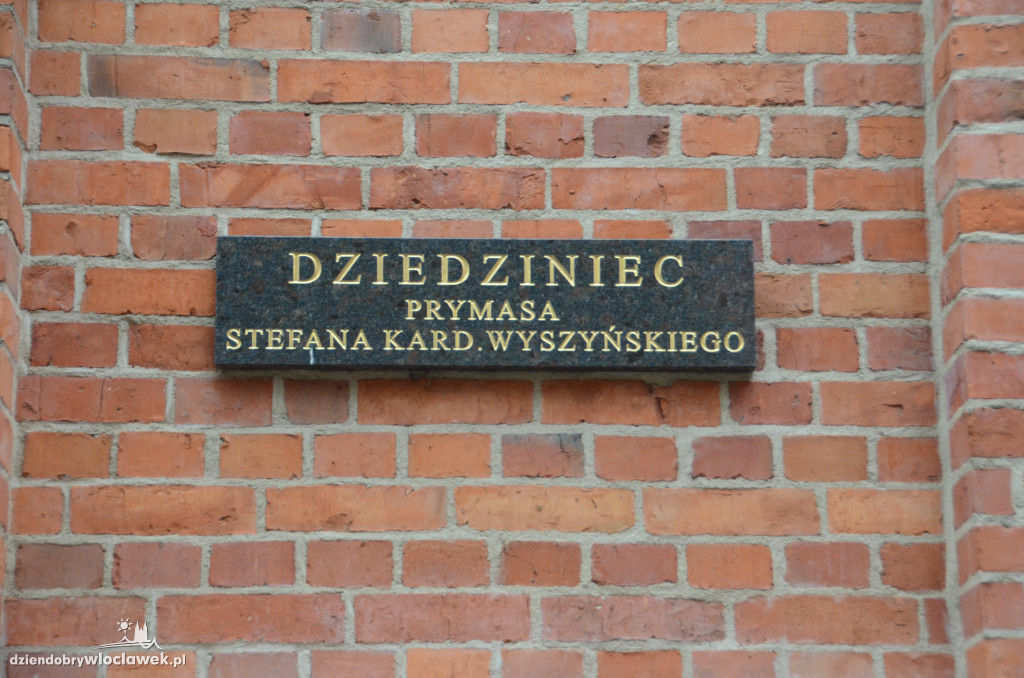 DZIEDZINIEC
PRYMASA
STEFANA KARD. WYSZYŃSKIEGO
dziendobrywloclawek.pl